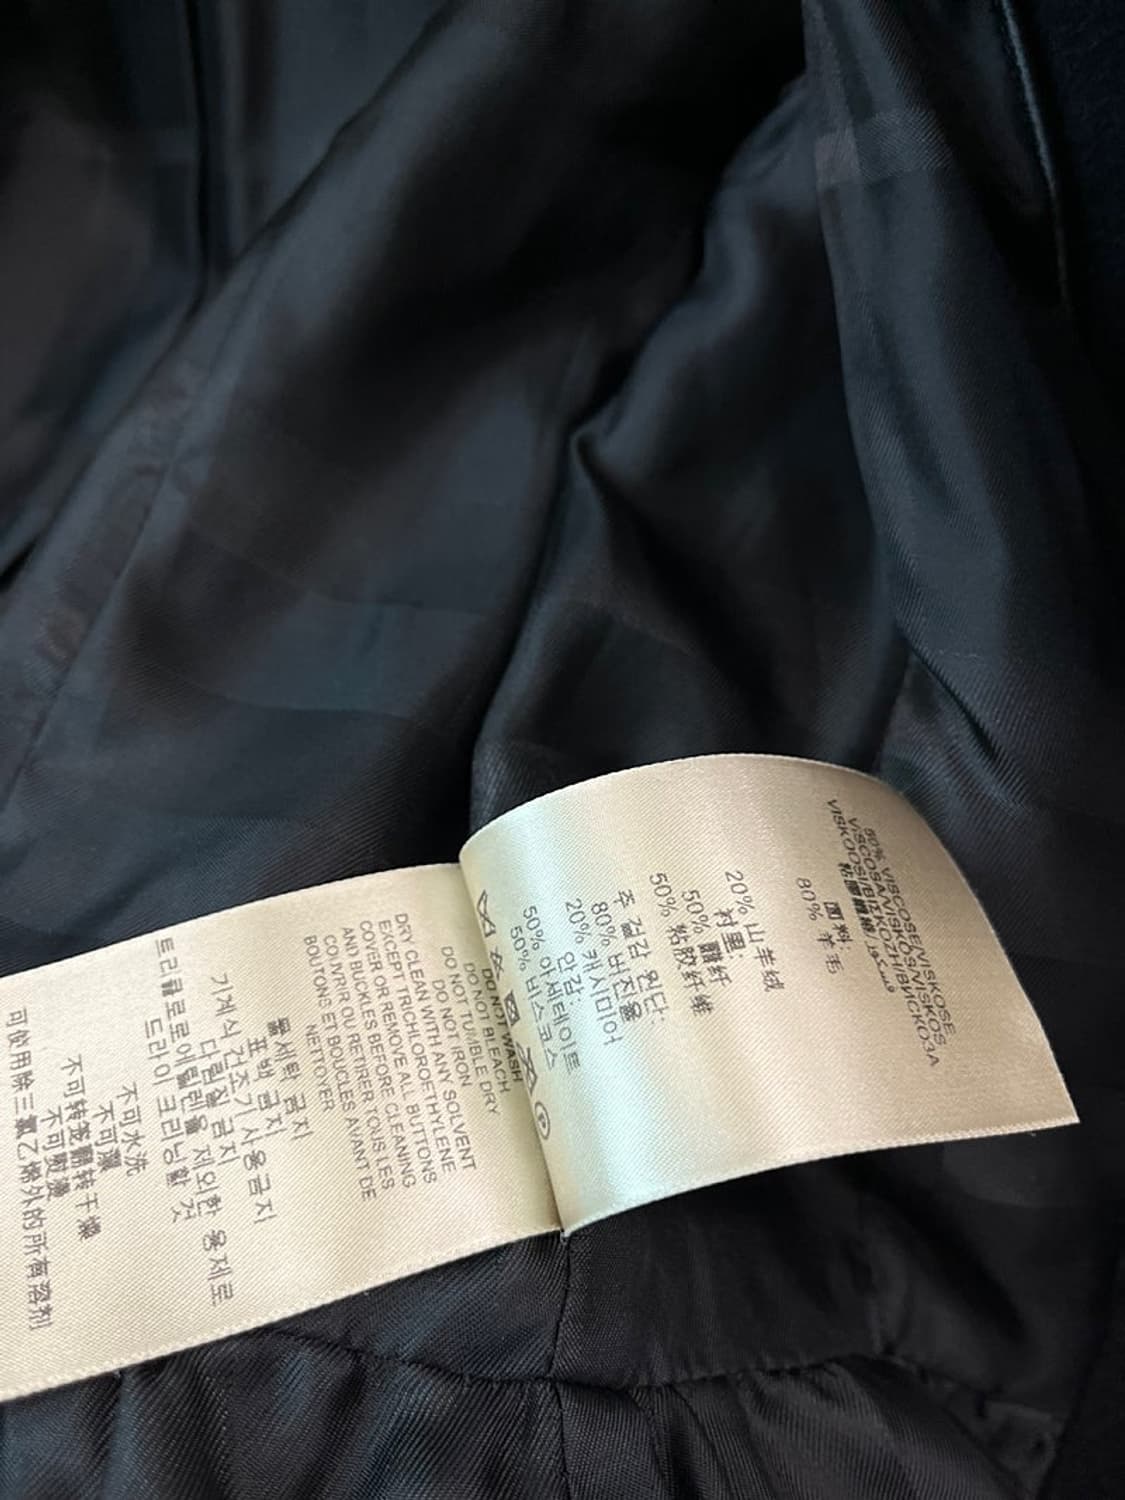 50% VISCOSE/VISKOSE
VISCOSA/VISKOS/VISKOS
VISKOOSI/BIZKOZH/ВИСКОЗА
粘膠纖維/فسكوز
面料:
80% 羊毛
20% 山羊绒
衬里:
50% 醋纤
50% 粘胶纤维
주 겉감 원단:
80% 버진울
20% 캐시미어
안감:
50% 아세테이트
50% 비스코스
DO NOT WASH
DO NOT BLEACH
DO NOT TUMBLE DRY
DO NOT IRON
DRY CLEAN WITH ANY SOLVENT
EXCEPT TRICHLOROETHYLENE
COVER OR REMOVE ALL BUTTONS
AND BUCKLES BEFORE CLEANING
COUVRIR OU RETIRER TOUS LES
BOUTONS ET BOUCLES AVANT DE
NETTOYER
물세탁 금지
표백 금지
기계식 건조기 사용금지
다림질 금지
트리클로로에틸렌을 제외한 용제로
드라이 크리닝할 것
不可水洗
不可漂
不可转笼翻转干燥
不可熨烫
可使用除三氯乙烯外的所有溶剂